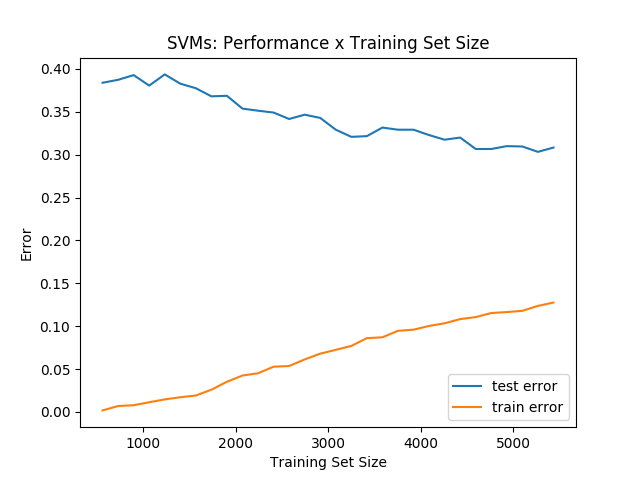 SVMs: Performance x Training Set Size
0.40
0.35
0.30
0.25
0.20
0.15
0.10
0.05
0.00
Error
test error
train error
1000 2000 3000 4000 5000
Training Set Size